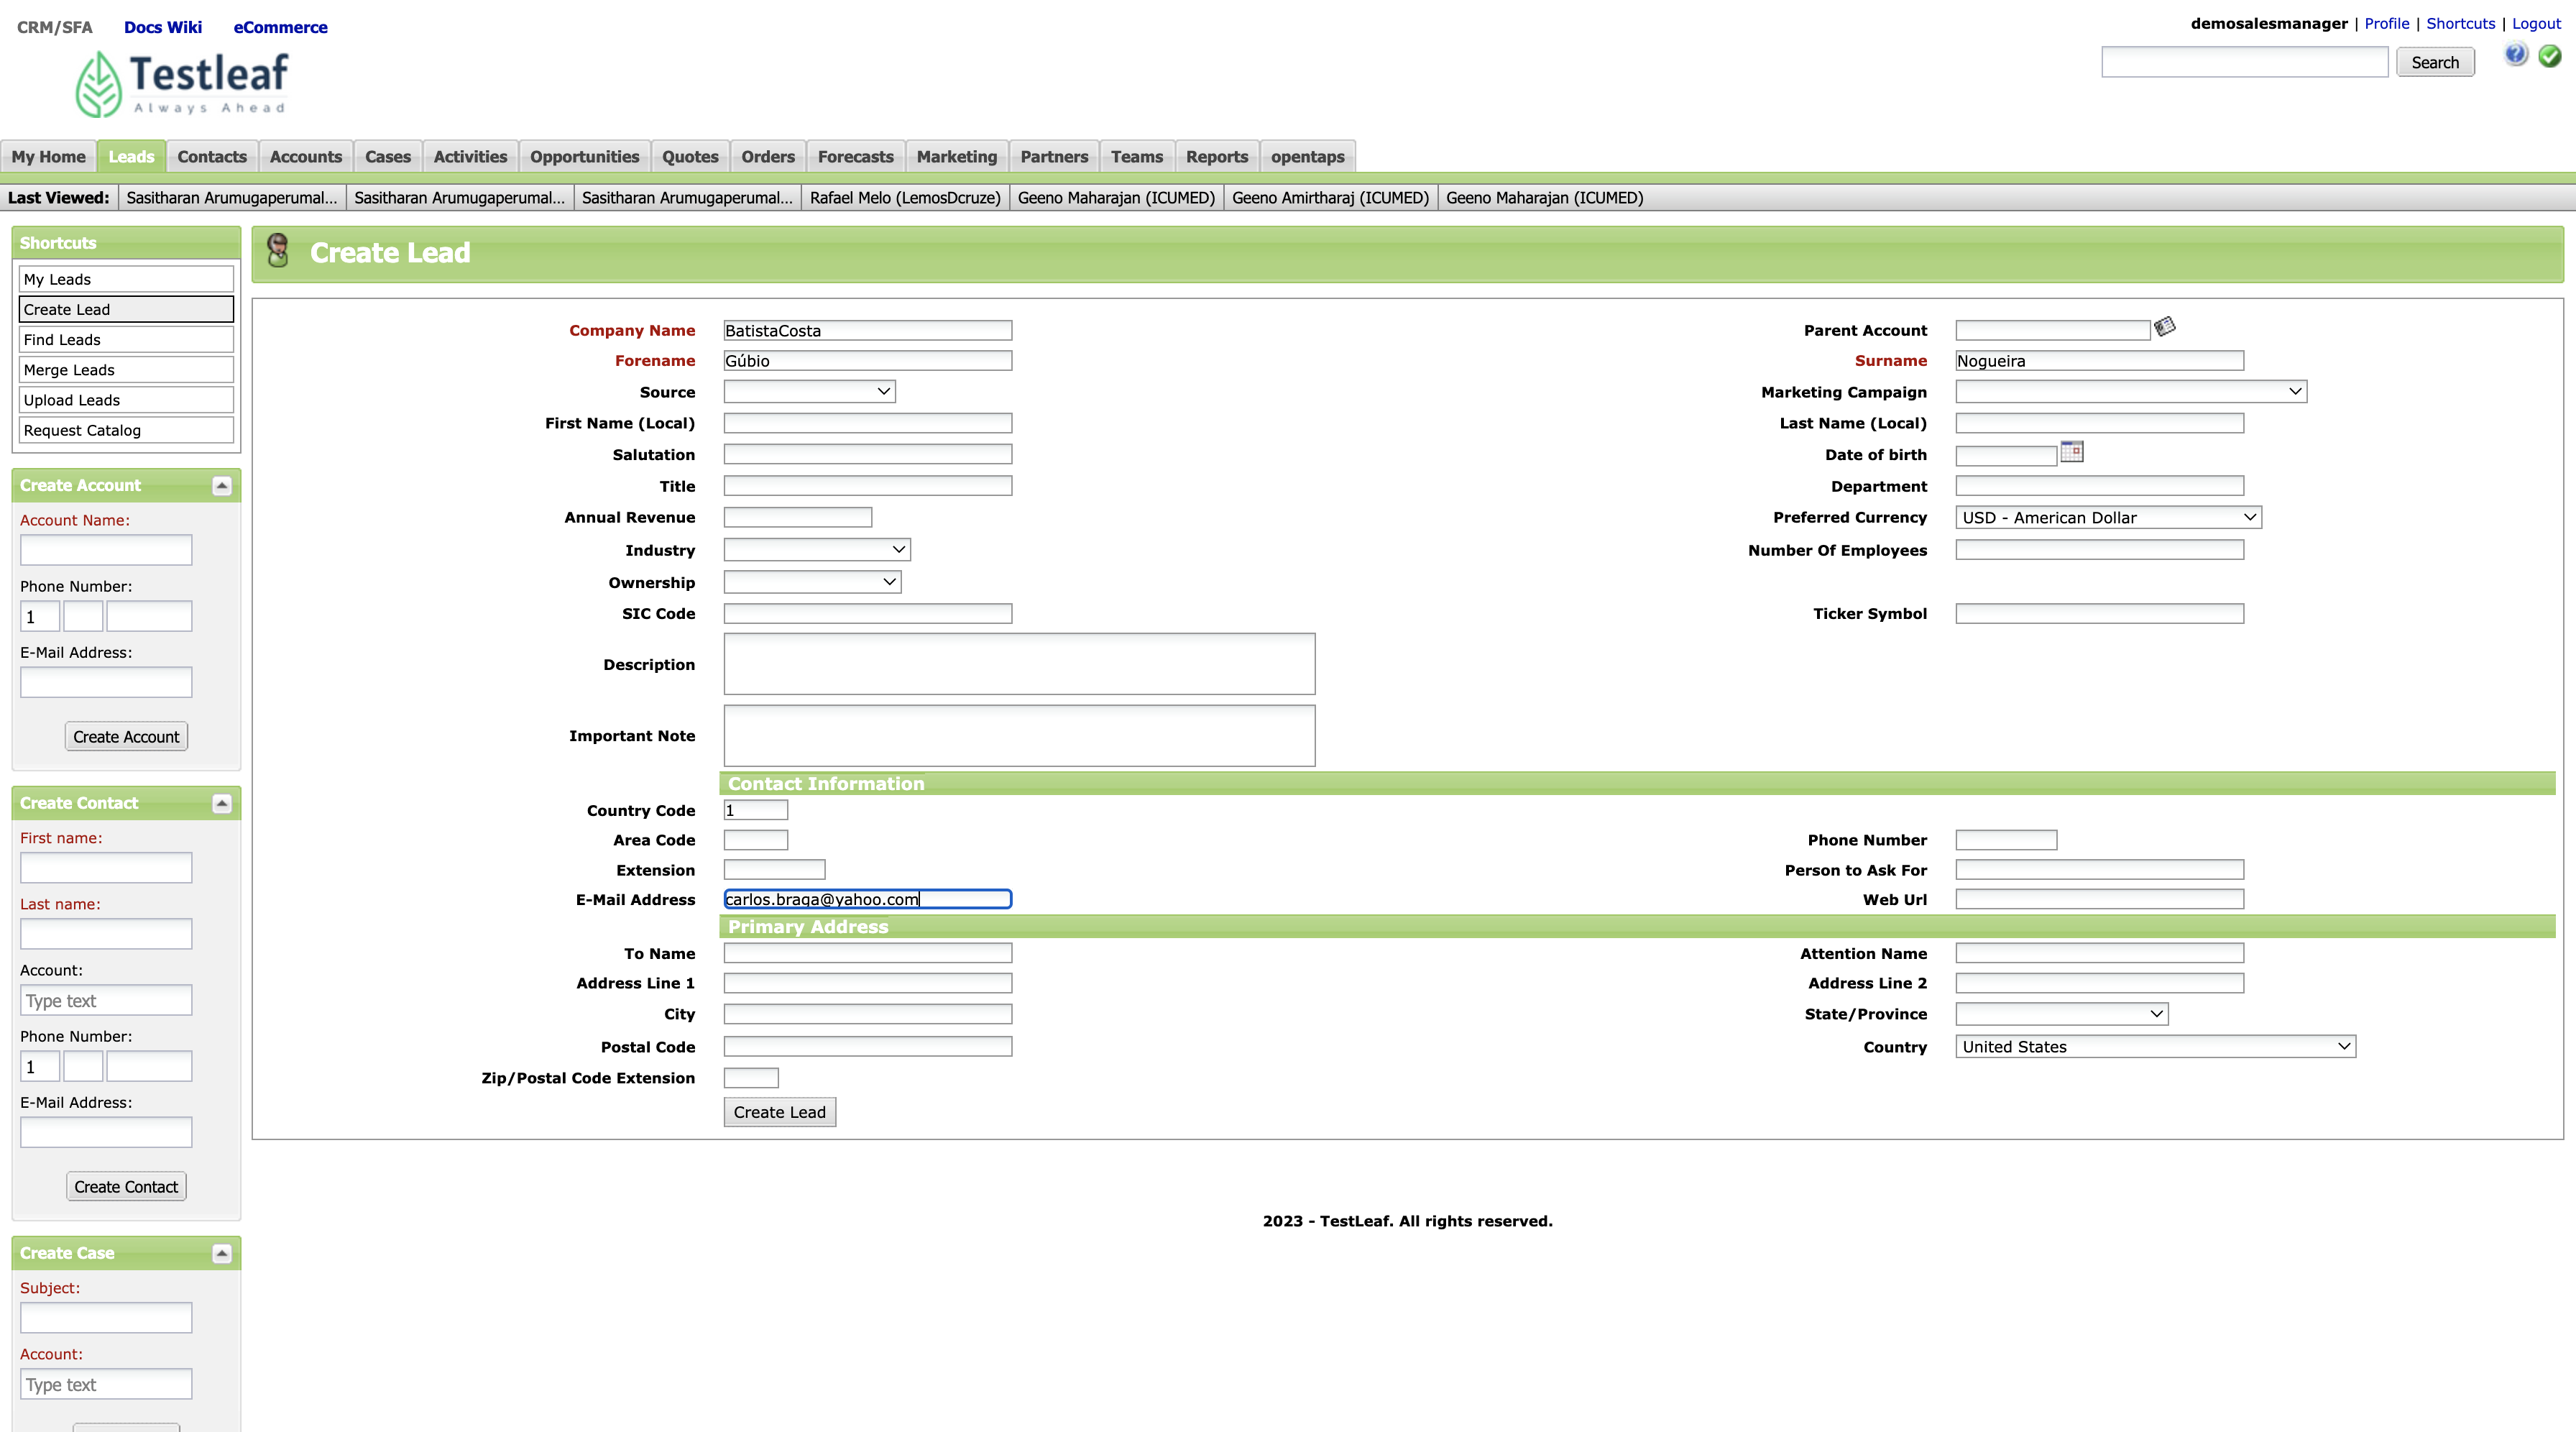 CRM/SFA Docs Wiki eCommerce
demosalesmanager | Profile | Shortcuts | Logout
Testleaf
Always Ahead
Search
My Home Leads Contacts Accounts Cases Activities Opportunities Quotes Orders Forecasts Marketing Partners Teams Reports opentaps
Last Viewed: Sasitharan Arumugaperumal... Sasitharan Arumugaperumal... Sasitharan Arumugaperumal... Rafael Melo (LemosDcruze) Geeno Maharajan (ICUMED) Geeno Amirtharaj (ICUMED) Geeno Maharajan (ICUMED)
Shortcuts
My Leads
Create Lead
Find Leads
Merge Leads
Upload Leads
Request Catalog
Create Account
Account Name:
Phone Number:
1
E-Mail Address:
Create Account
Create Contact
First name:
Last name:
Account:
Type text
Phone Number:
1
E-Mail Address:
Create Contact
Create Case
Subject:
Account:
Type text
Create Lead
Company Name BatistaCosta Parent Account
Forename Gúbio Surname Nogueira
Source Marketing Campaign
First Name (Local) Last Name (Local)
Salutation Date of birth
Title Department
Annual Revenue Preferred Currency USD - American Dollar
Industry Number Of Employees
Ownership
SIC Code Ticker Symbol
Description
Important Note
Contact Information
Country Code 1
Area Code Phone Number
Extension Person to Ask For
E-Mail Address carlos.braga@yahoo.com Web Url
Primary Address
To Name Attention Name
Address Line 1 Address Line 2
City State/Province
Postal Code Country United States
Zip/Postal Code Extension
Create Lead
2023 - TestLeaf. All rights reserved.